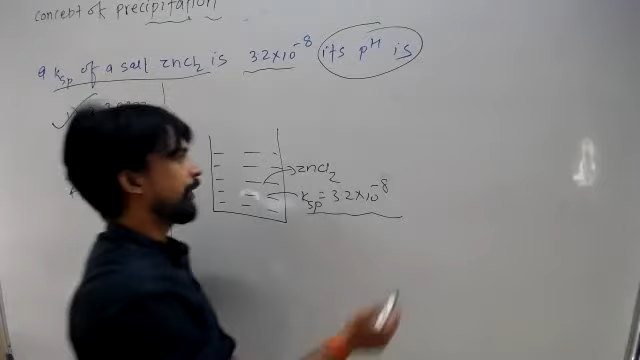 concept of precipitation
Q Ksp of a salt ZnCl₂ is 32×10⁻⁸ its pH is
ZnCl₂
Ksp = 32×10⁻⁸